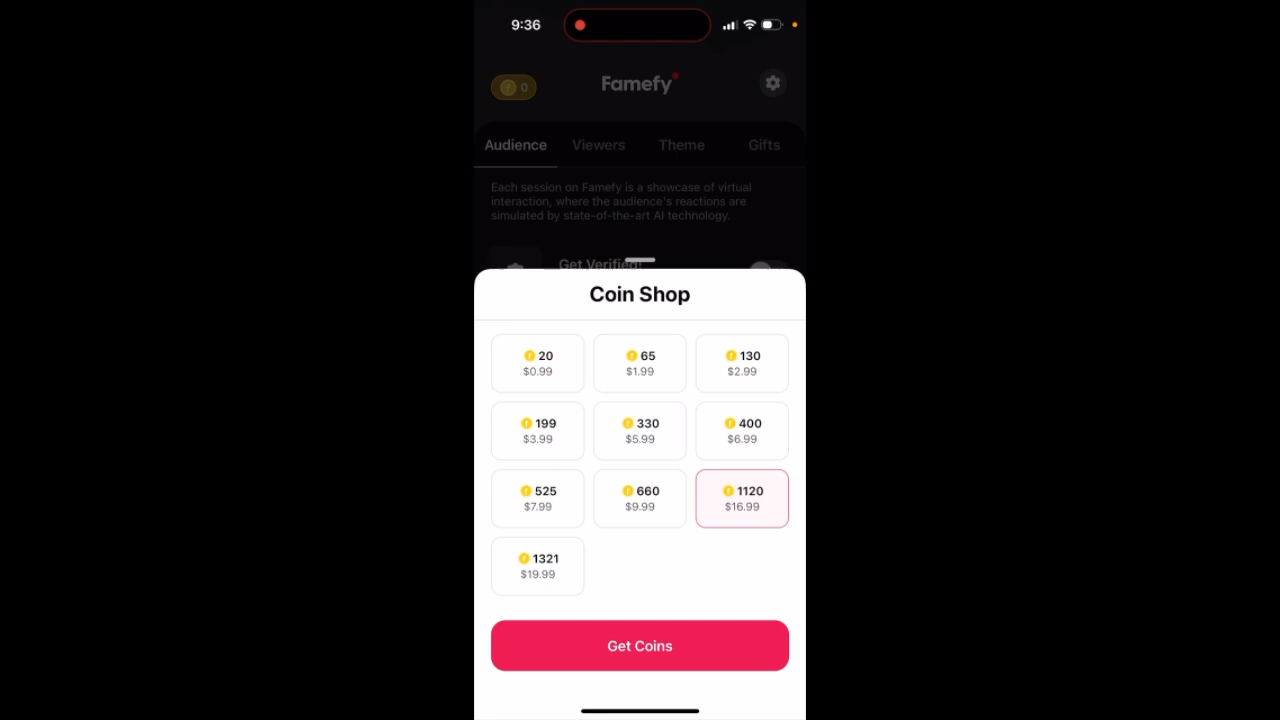 9:36
0
Famefy
Audience Viewers Theme Gifts
Each session on Famefy is a showcase of virtual
interaction, where the audience's reactions are
simulated by state-of-the-art AI technology.
Get Verified!
Coin Shop
20 65 130
$0.99 $1.99 $2.99
199 330 400
$3.99 $5.99 $6.99
525 660 1120
$7.99 $9.99 $16.99
1321
$19.99
Get Coins